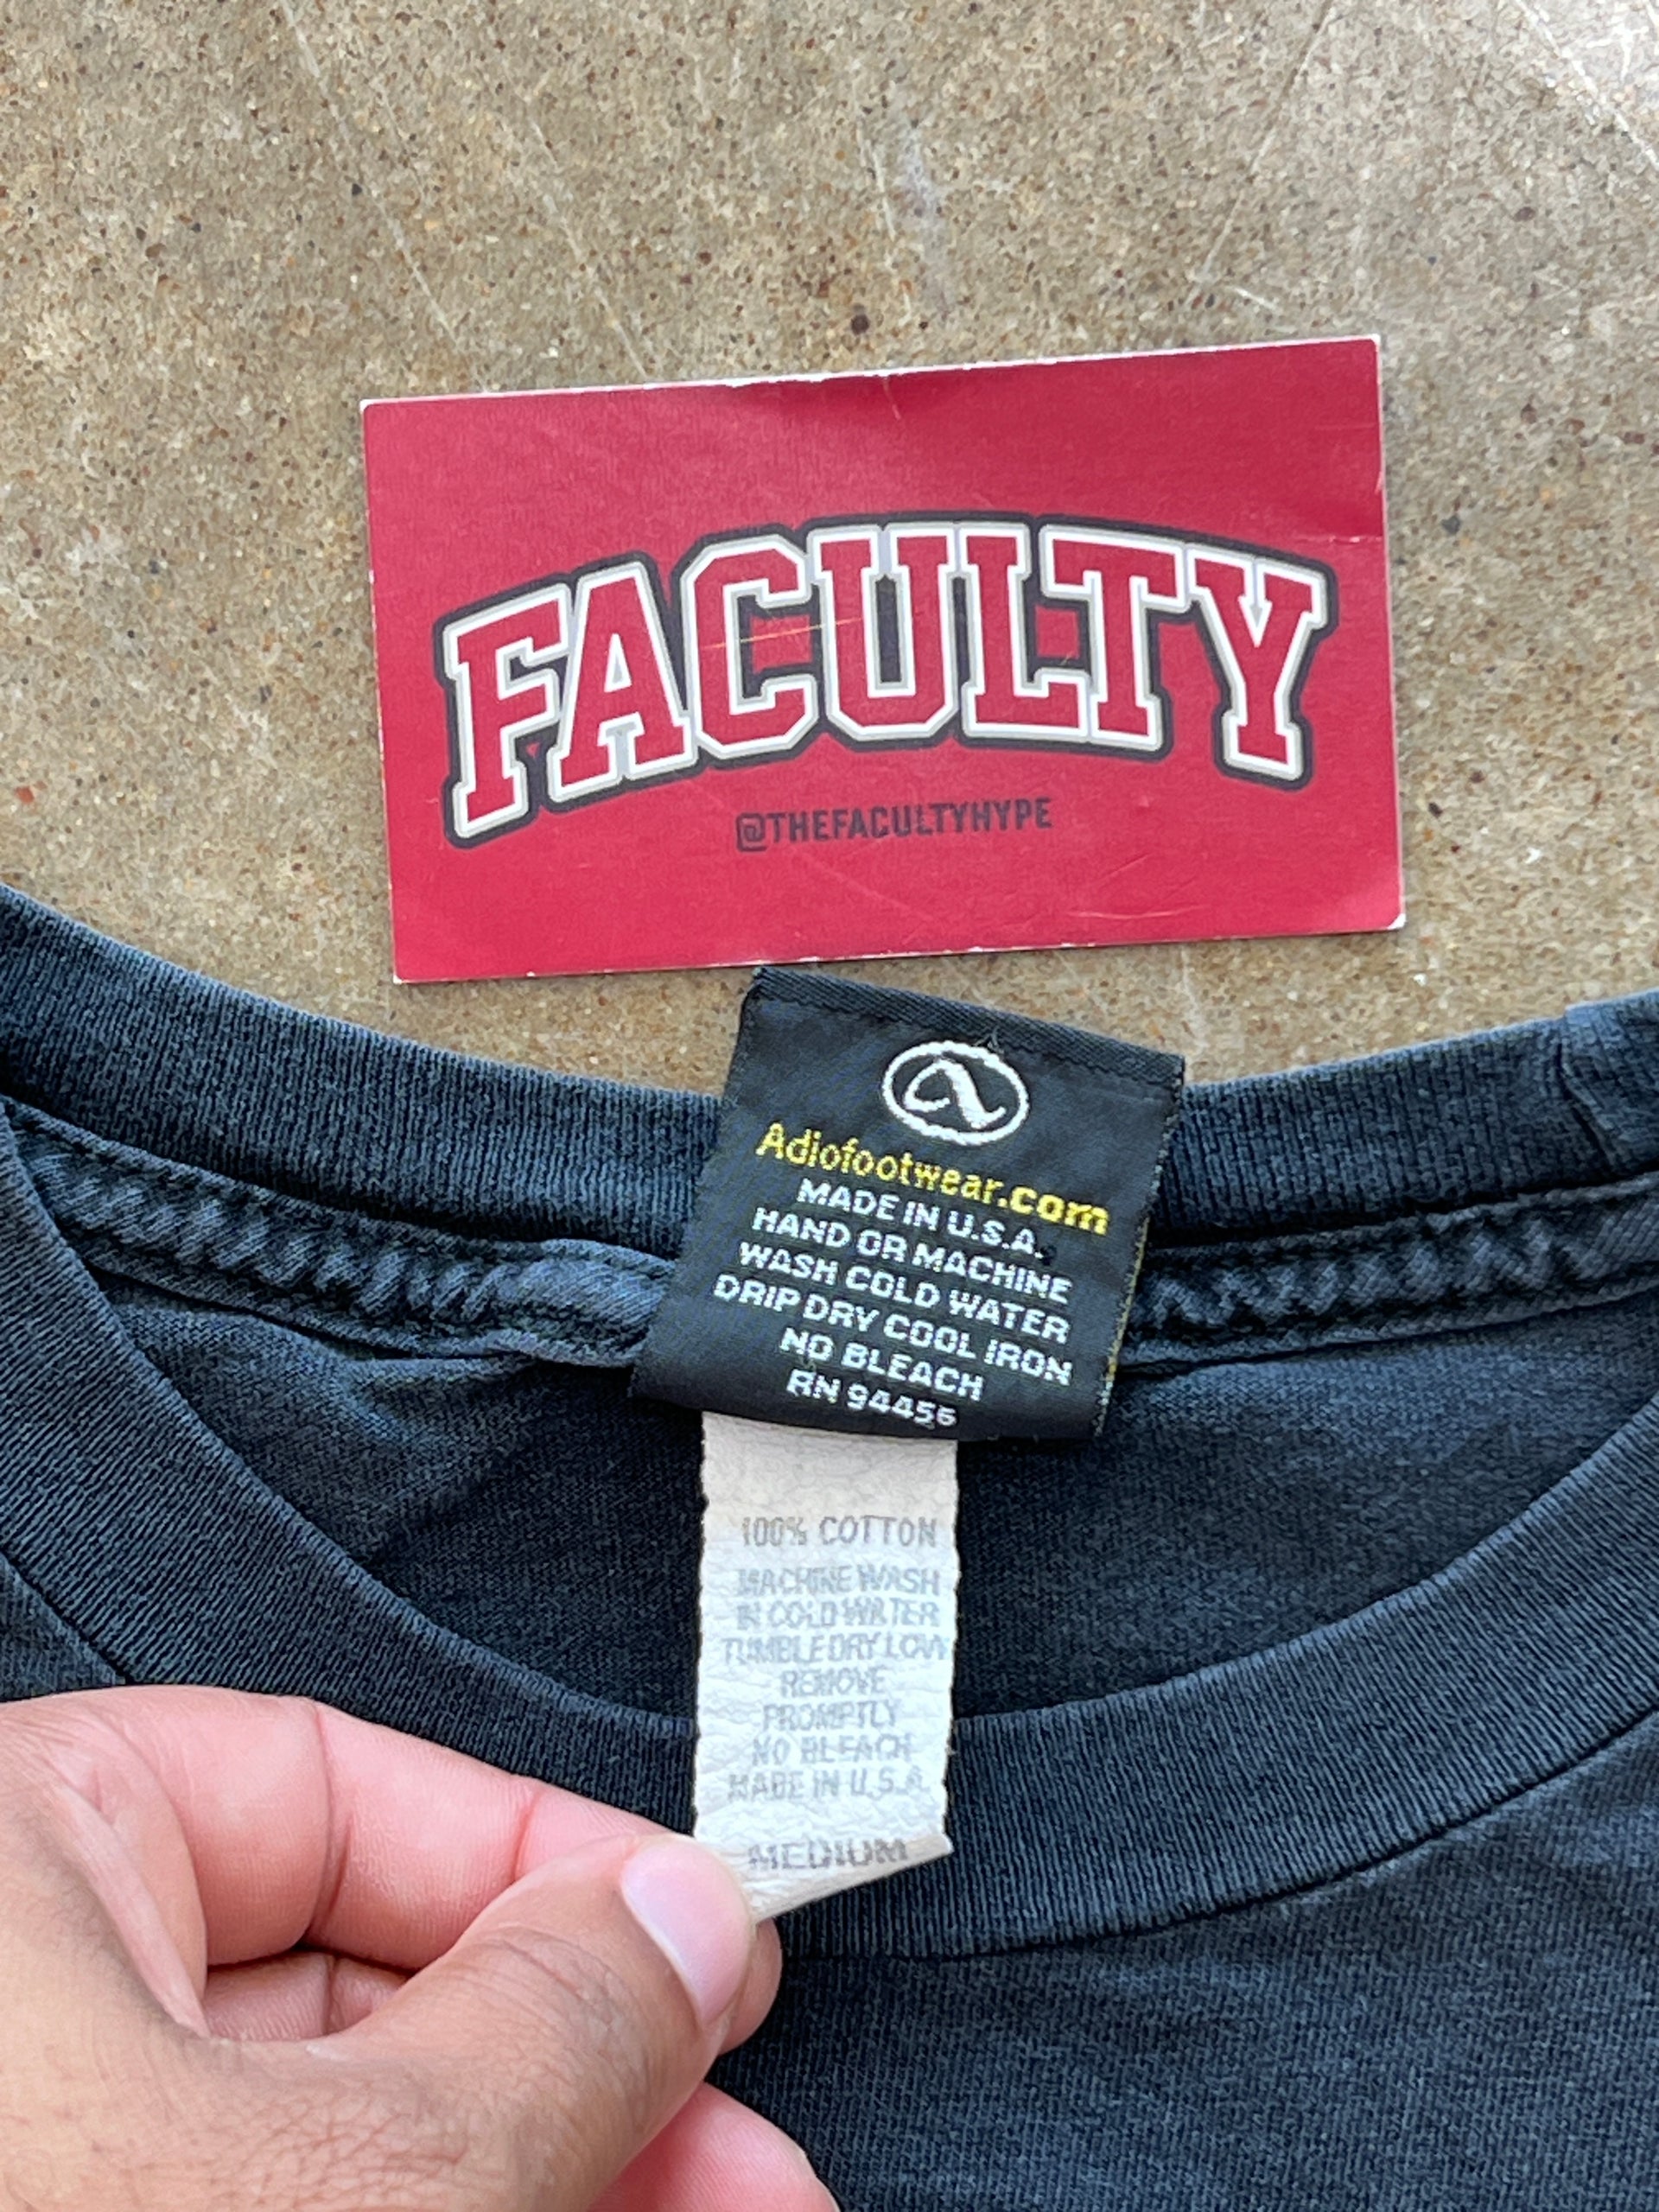 FACULTY
@THEFACULTYHYPE
Adiofootwear.com
MADE IN U.S.A.
HAND OR MACHINE
WASH COLD WATER
DRIP DRY COOL IRON
NO BLEACH
RN 94456
100% COTTON
MACHINE WASH
IN COLD WATER
TUMBLE DRY LOW
REMOVE
PROMPTLY
NO BLEACH
MADE IN U.S.A.
MEDIUM